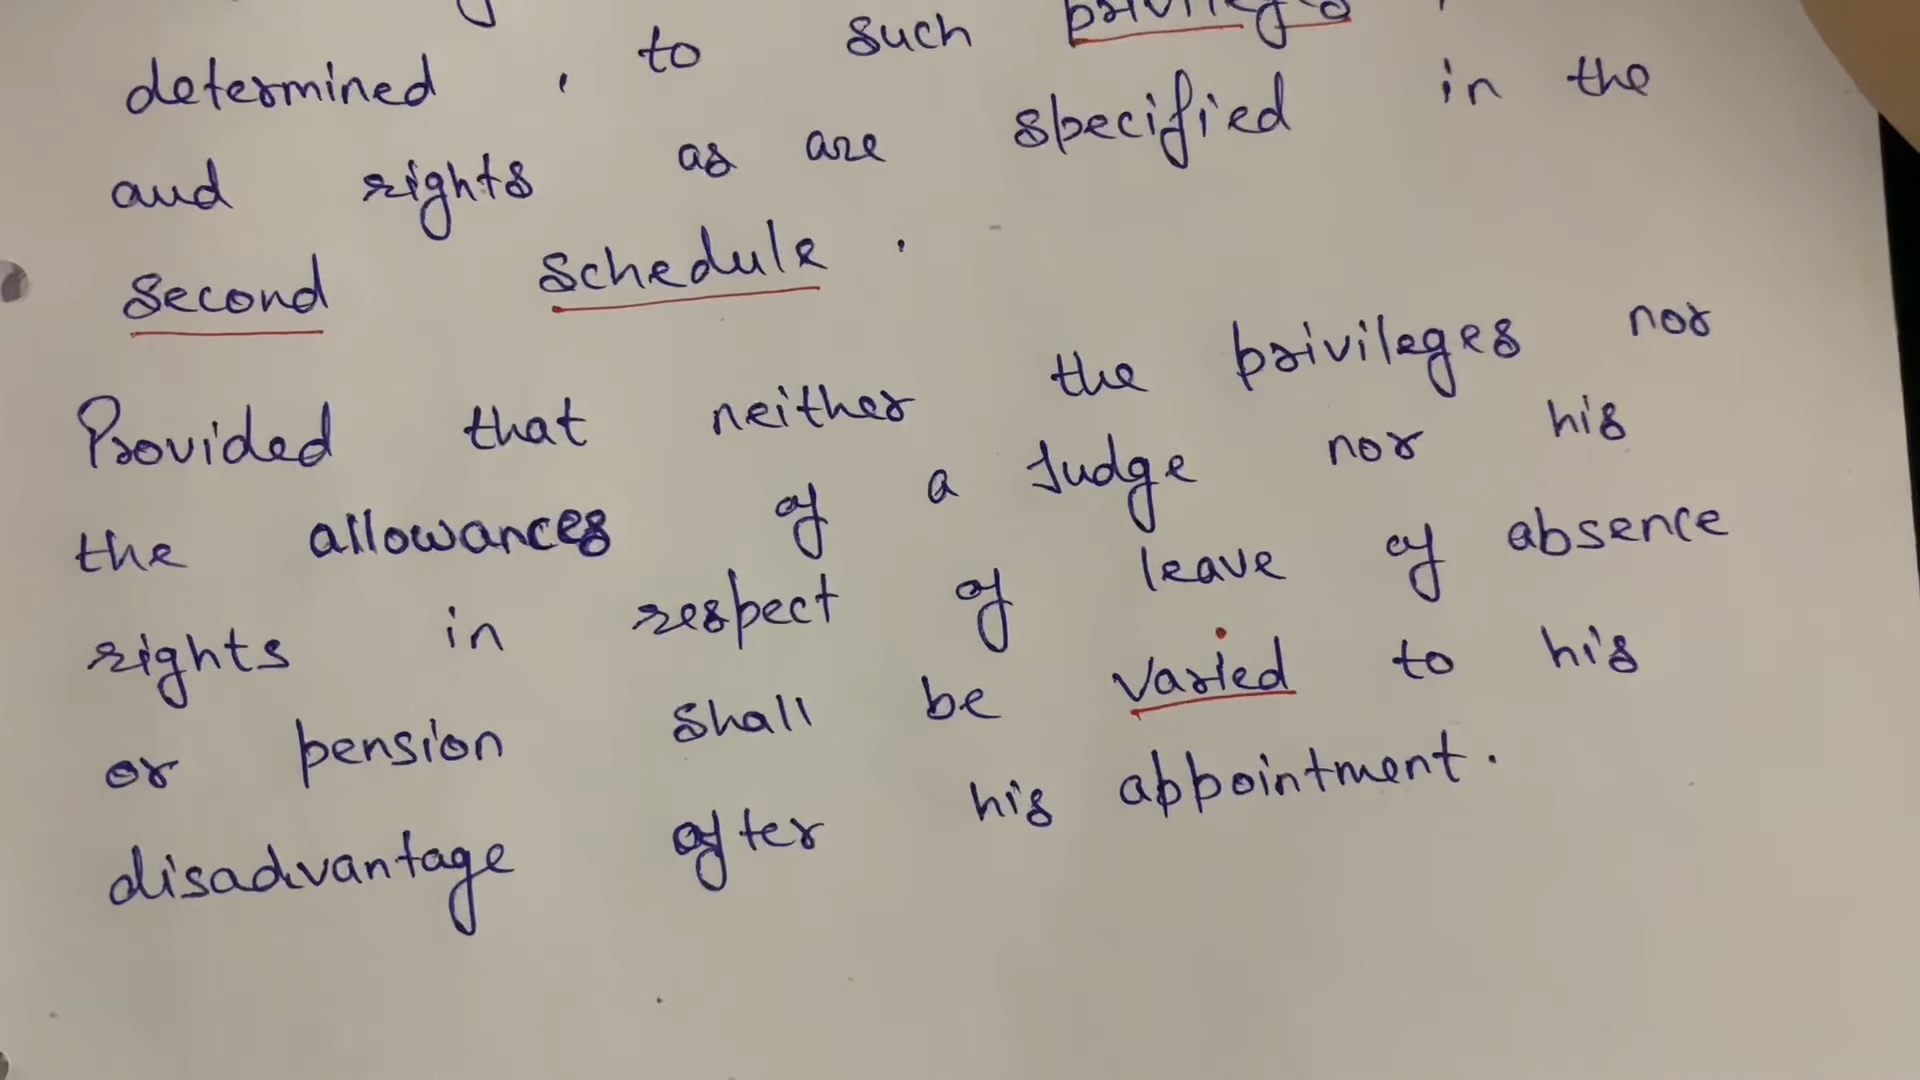 determined , to such privileges
and rights as are specified in the
second schedule .
Provided that neither the privileges nor
the allowances of a Judge nor his
rights in respect of leave of absence
or pension shall be varied to his
disadvantage after his appointment.